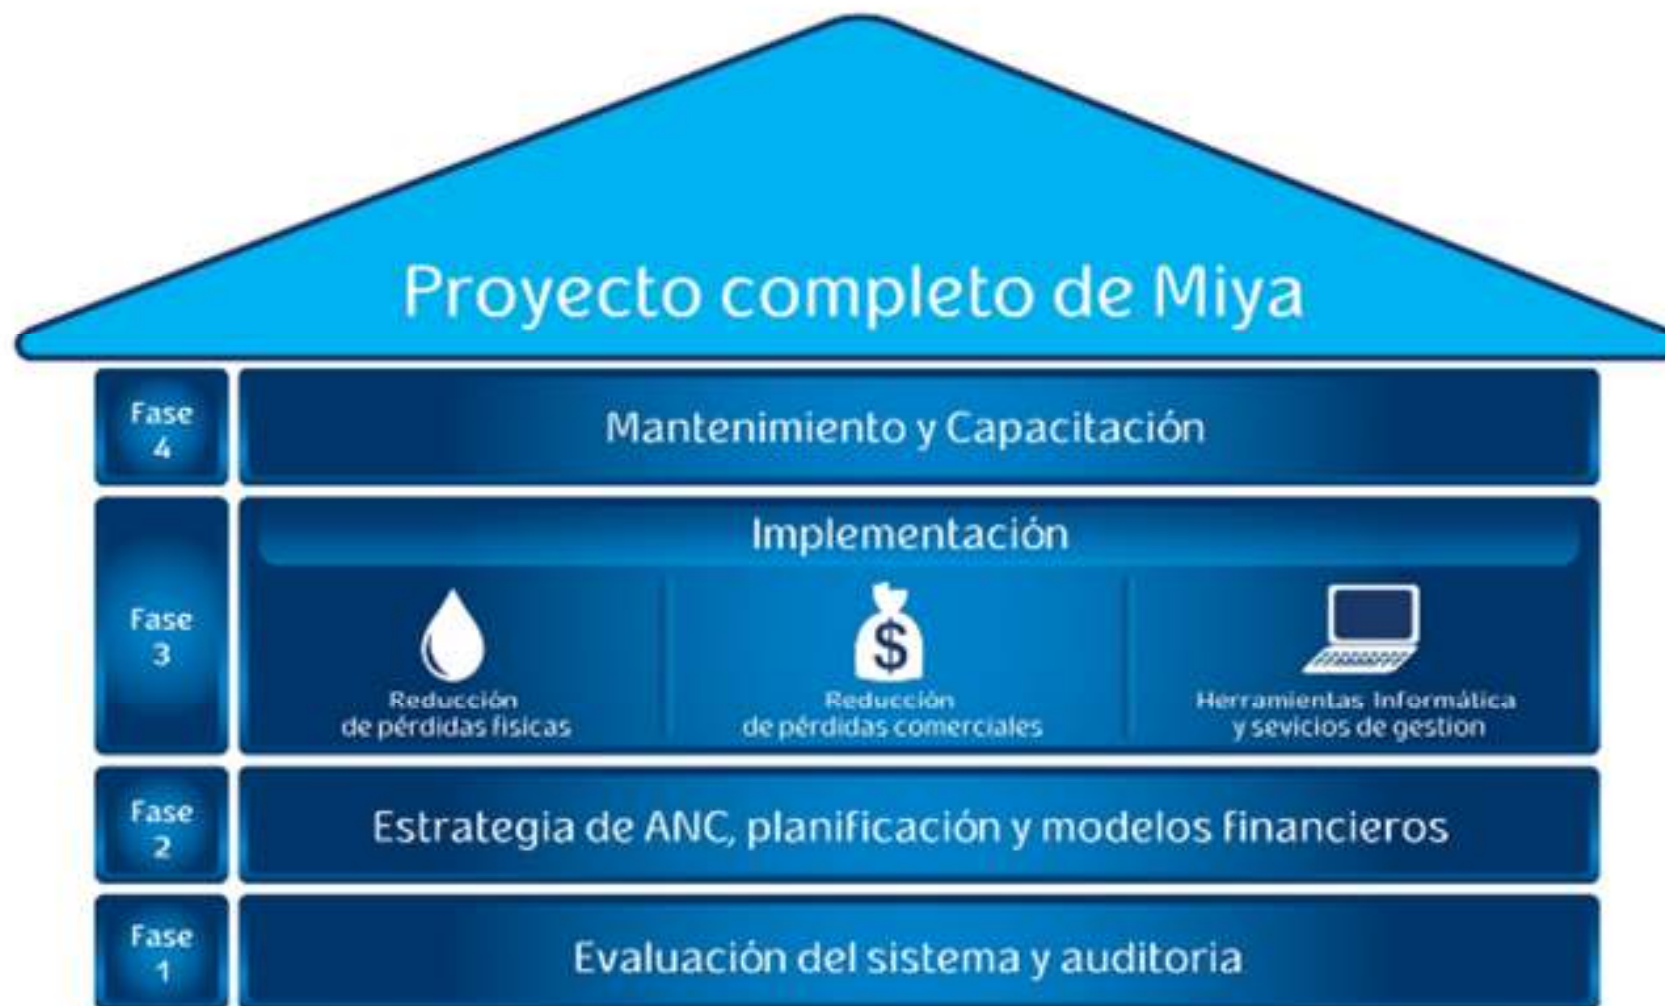 Proyecto completo de Miya
Fase
4
Mantenimiento y Capacitación
Implementación
Fase
3
Reducción
de pérdidas fisicas
$
Reducción
de pérdidas comerciales
Herramientas Informática
y sevicios de gestion
Fase
2
Estrategia de ANC, planificación y modelos financieros
Fase
1
Evaluación del sistema y auditoria